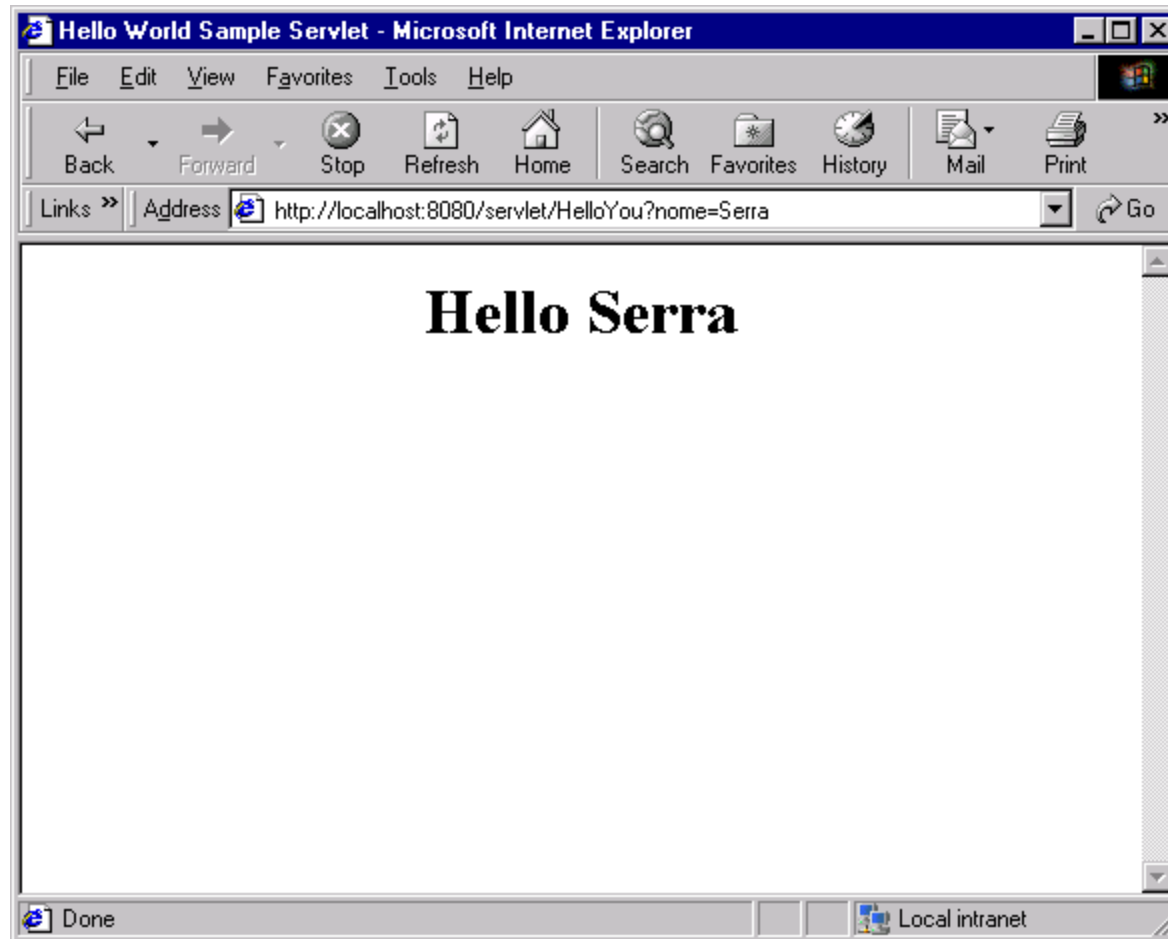 Hello World Sample Servlet - Microsoft Internet Explorer
File Edit View Favorites Tools Help
Back Forward Stop Refresh Home Search Favorites History Mail Print »
Links » Address http://localhost:8080/servlet/HelloYou?nome=Serra Go
Hello Serra
Done Local intranet